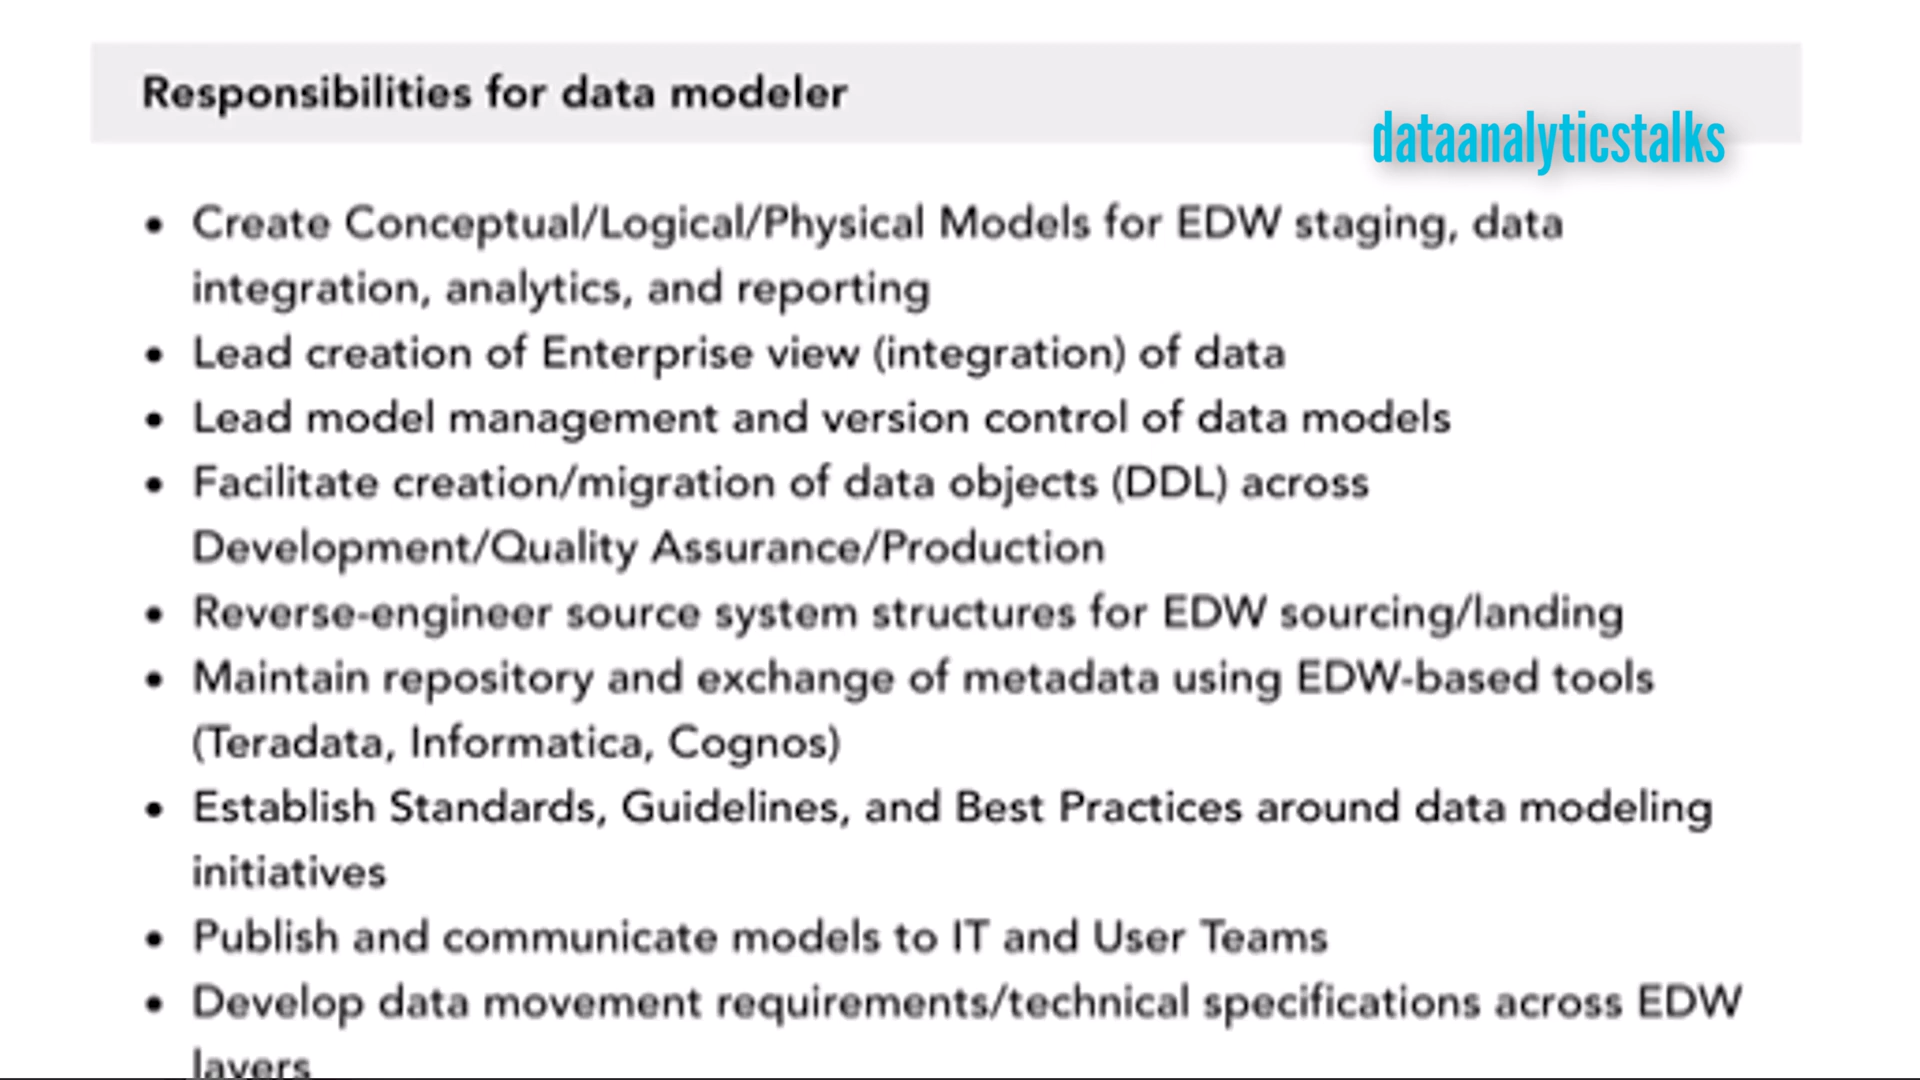 Responsibilities for data modeler
dataanalyticstalks
• Create Conceptual/Logical/Physical Models for EDW staging, data
integration, analytics, and reporting
• Lead creation of Enterprise view (integration) of data
• Lead model management and version control of data models
• Facilitate creation/migration of data objects (DDL) across
Development/Quality Assurance/Production
• Reverse-engineer source system structures for EDW sourcing/landing
• Maintain repository and exchange of metadata using EDW-based tools
(Teradata, Informatica, Cognos)
• Establish Standards, Guidelines, and Best Practices around data modeling
initiatives
• Publish and communicate models to IT and User Teams
• Develop data movement requirements/technical specifications across EDW
layers